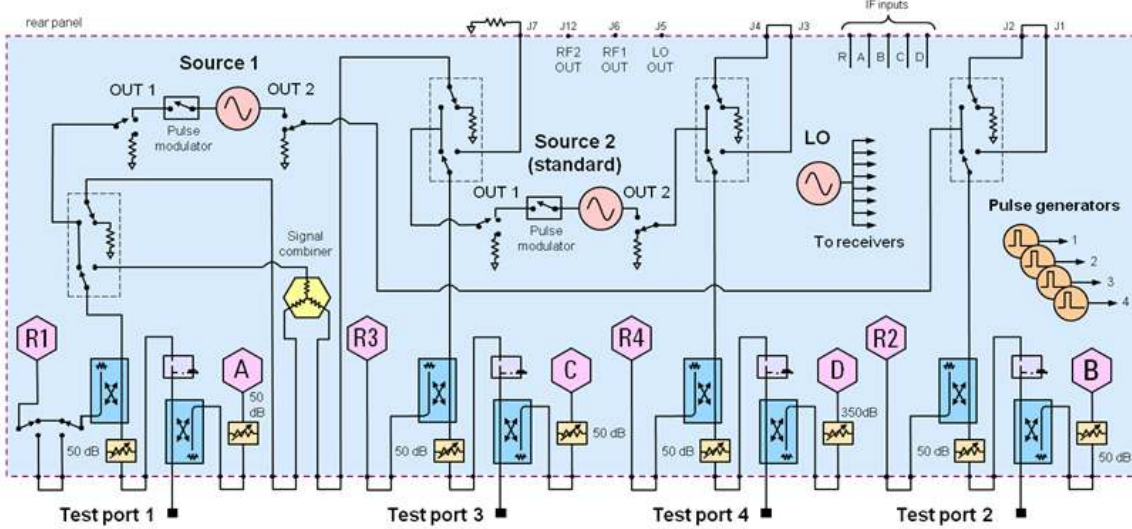 rear panel
J7
J12
J6
J5
J4
J3
IF inputs
J2
J1
RF2
OUT
RF1
OUT
LO
OUT
R
A
B
C
D
Source 1
OUT 1
OUT 2
Pulse
modulator
Source 2
(standard)
OUT 1
OUT 2
Pulse
modulator
LO
To receivers
Pulse generators
1
2
3
4
Signal
combiner
R1
A
R3
C
R4
D
R2
B
50
dB
50 dB
50 dB
50 dB
50 dB
350dB
50 dB
50 dB
Test port 1
Test port 3
Test port 4
Test port 2